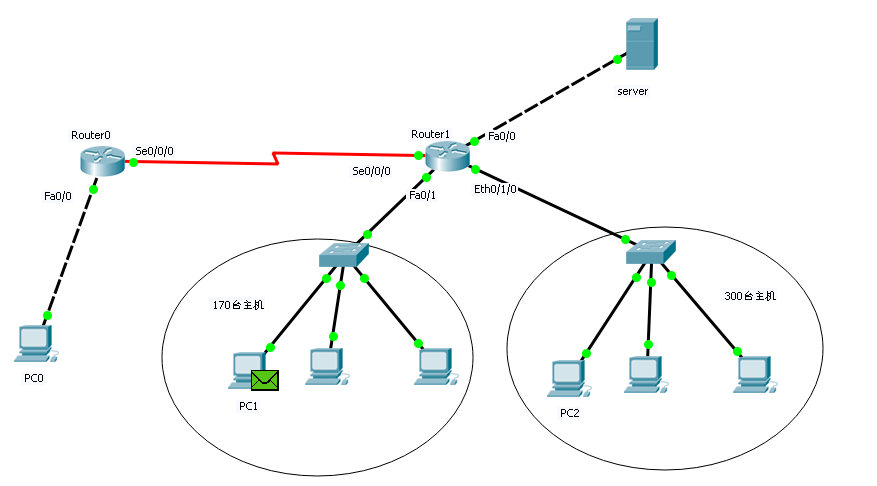 server
Router0
Router1
Fa0/0
Se0/0/0
Se0/0/0
Fa0/0
Fa0/1
Eth0/1/0
170台主机
300台主机
PC0
PC1
PC2